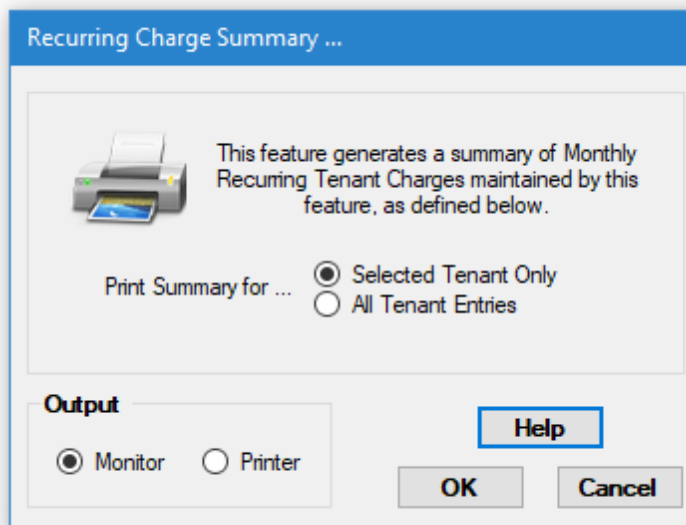 Recurring Charge Summary ...
This feature generates a summary of Monthly
Recurring Tenant Charges maintained by this
feature, as defined below.
Print Summary for ...
Selected Tenant Only
All Tenant Entries
Output
Monitor Printer
Help
OK Cancel